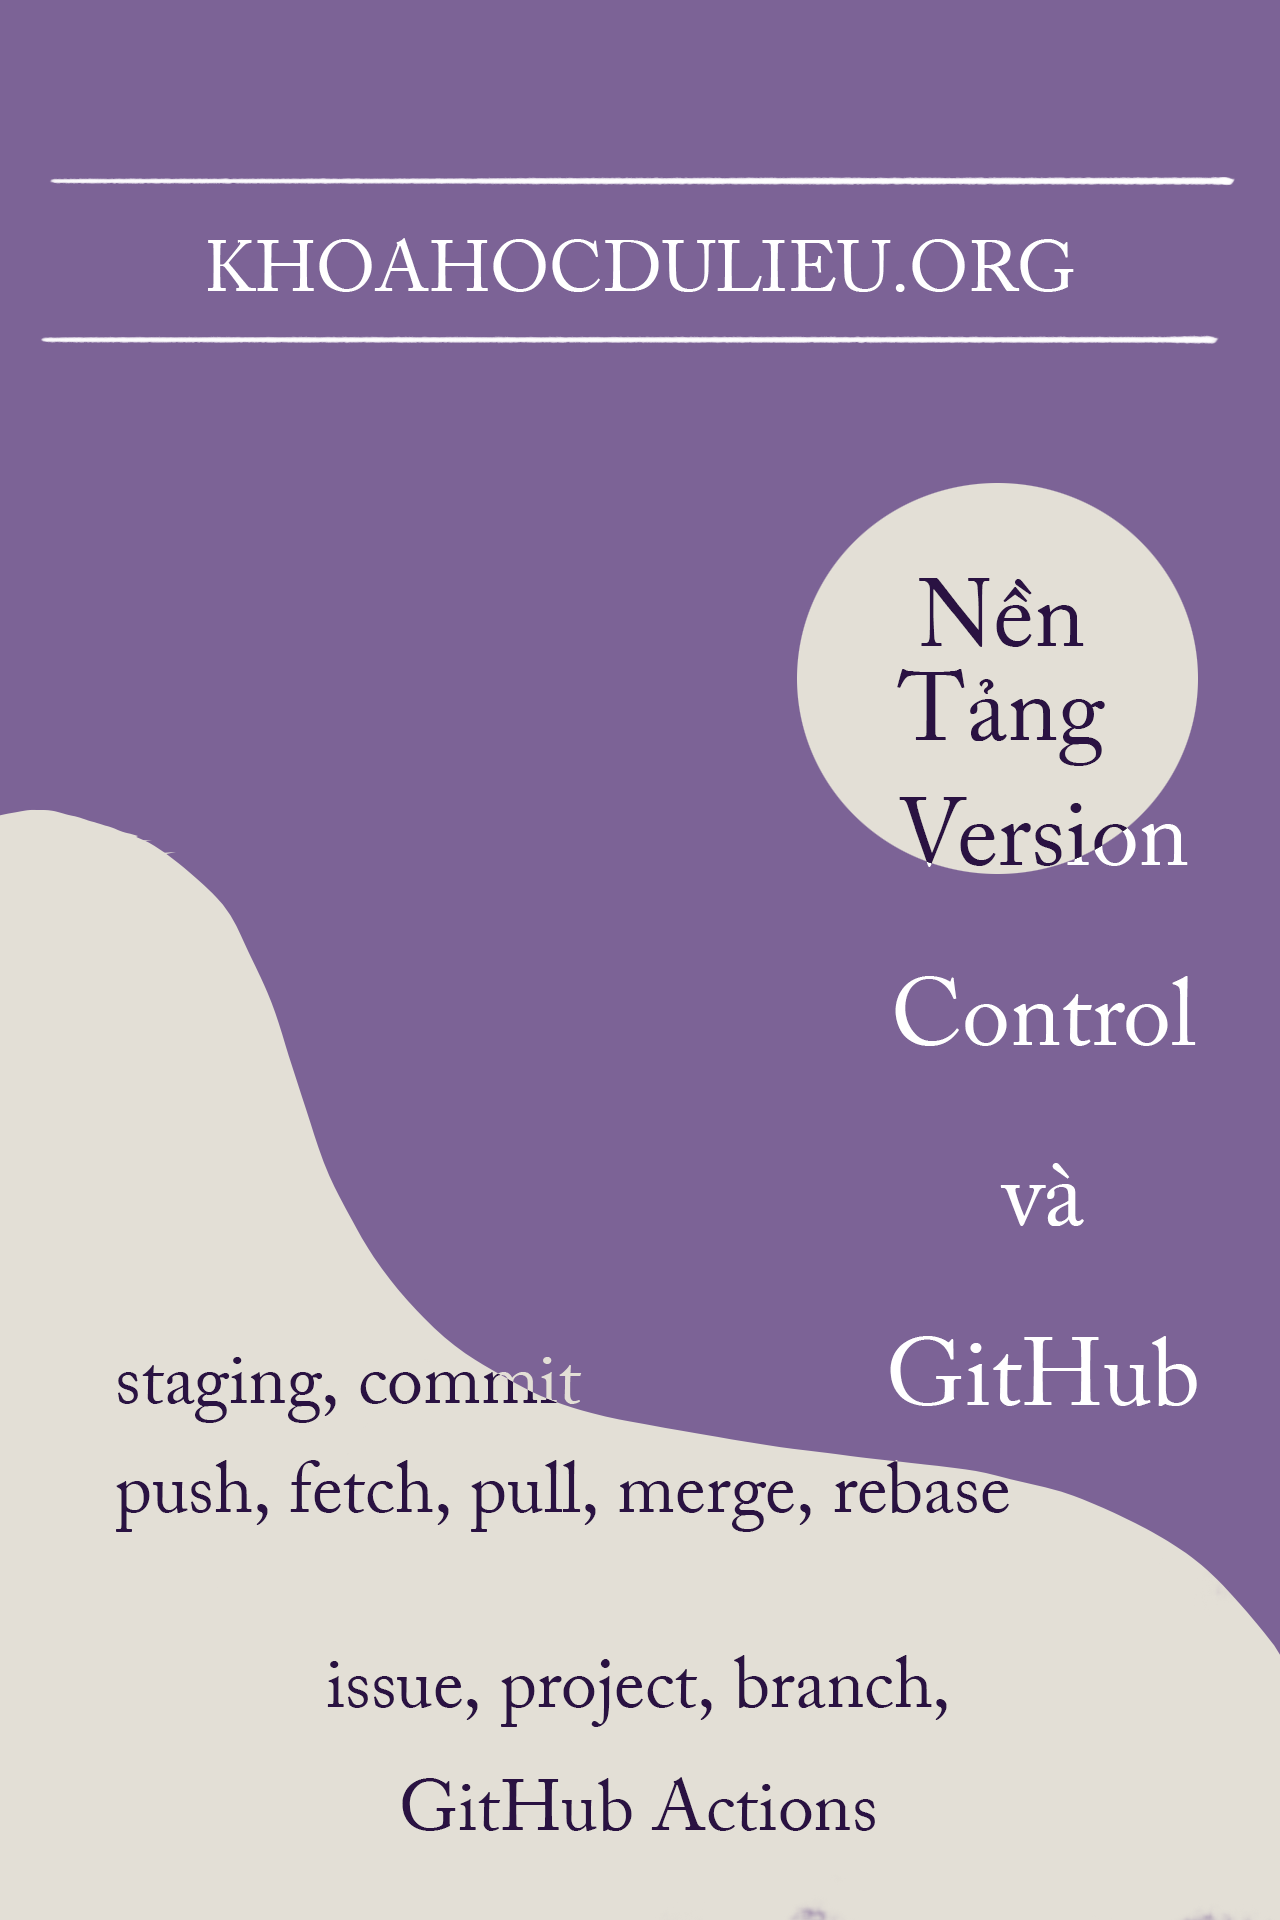 KHOAHOCDULIEU.ORG
Nền
Tảng
Version
Control
và
GitHub
staging, commit
push, fetch, pull, merge, rebase
issue, project, branch,
GitHub Actions